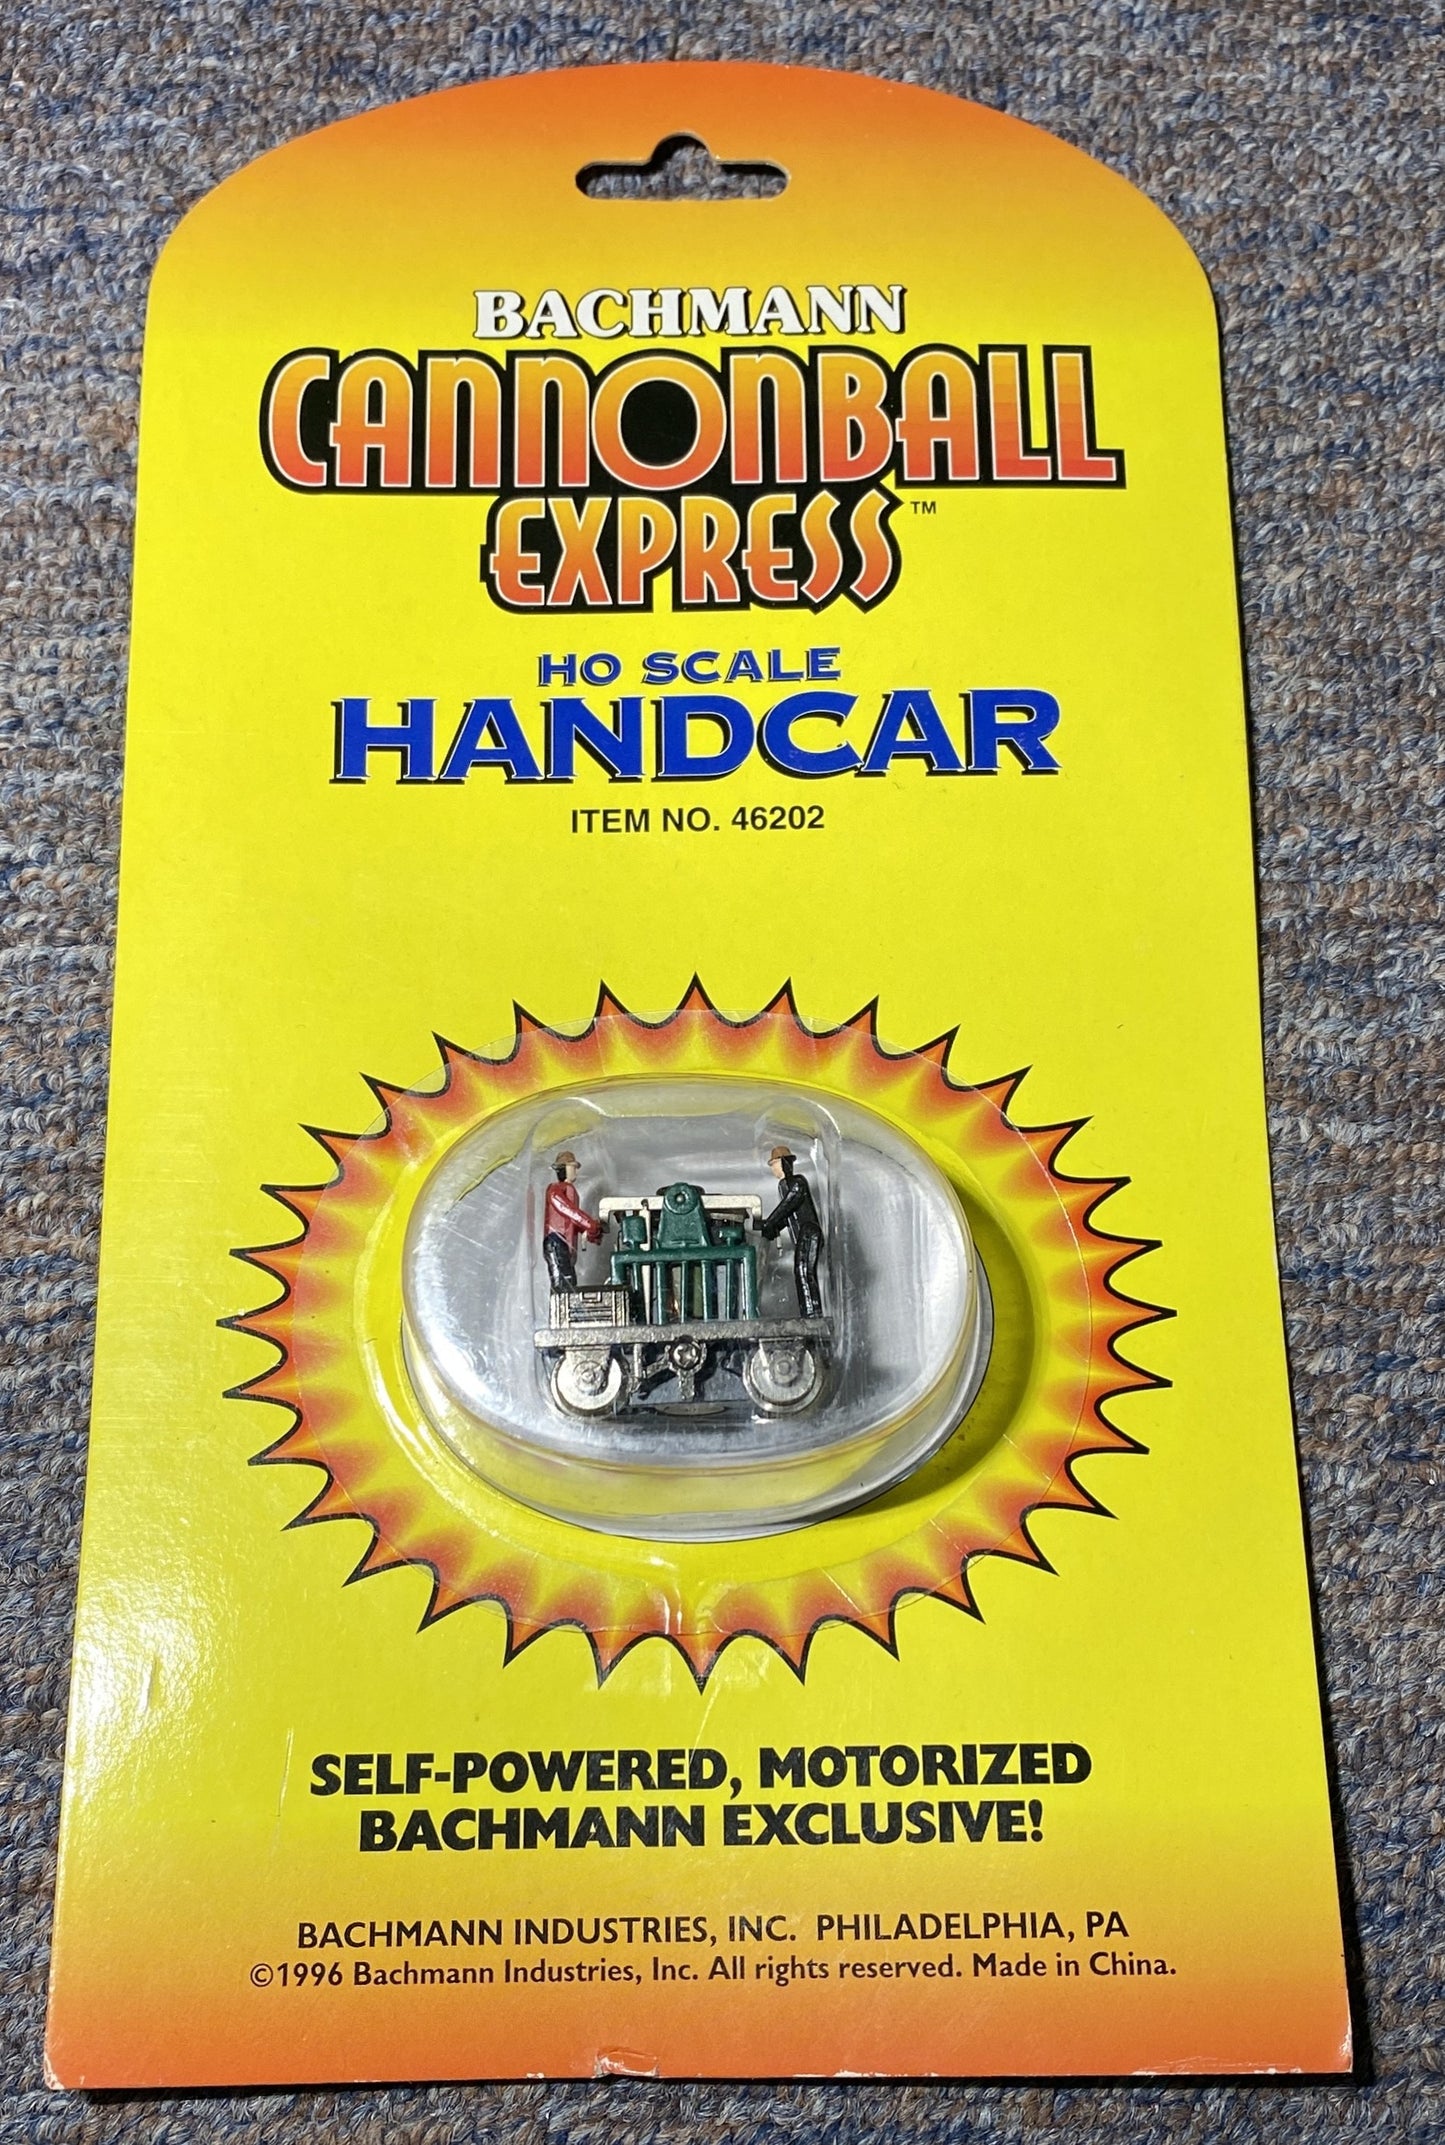 BACHMANN
CANNONBALL
EXPRESS™
HO SCALE
HANDCAR
ITEM NO. 46202
SELF-POWERED, MOTORIZED
BACHMANN EXCLUSIVE!
BACHMANN INDUSTRIES, INC. PHILADELPHIA, PA
©1996 Bachmann Industries, Inc. All rights reserved. Made in China.